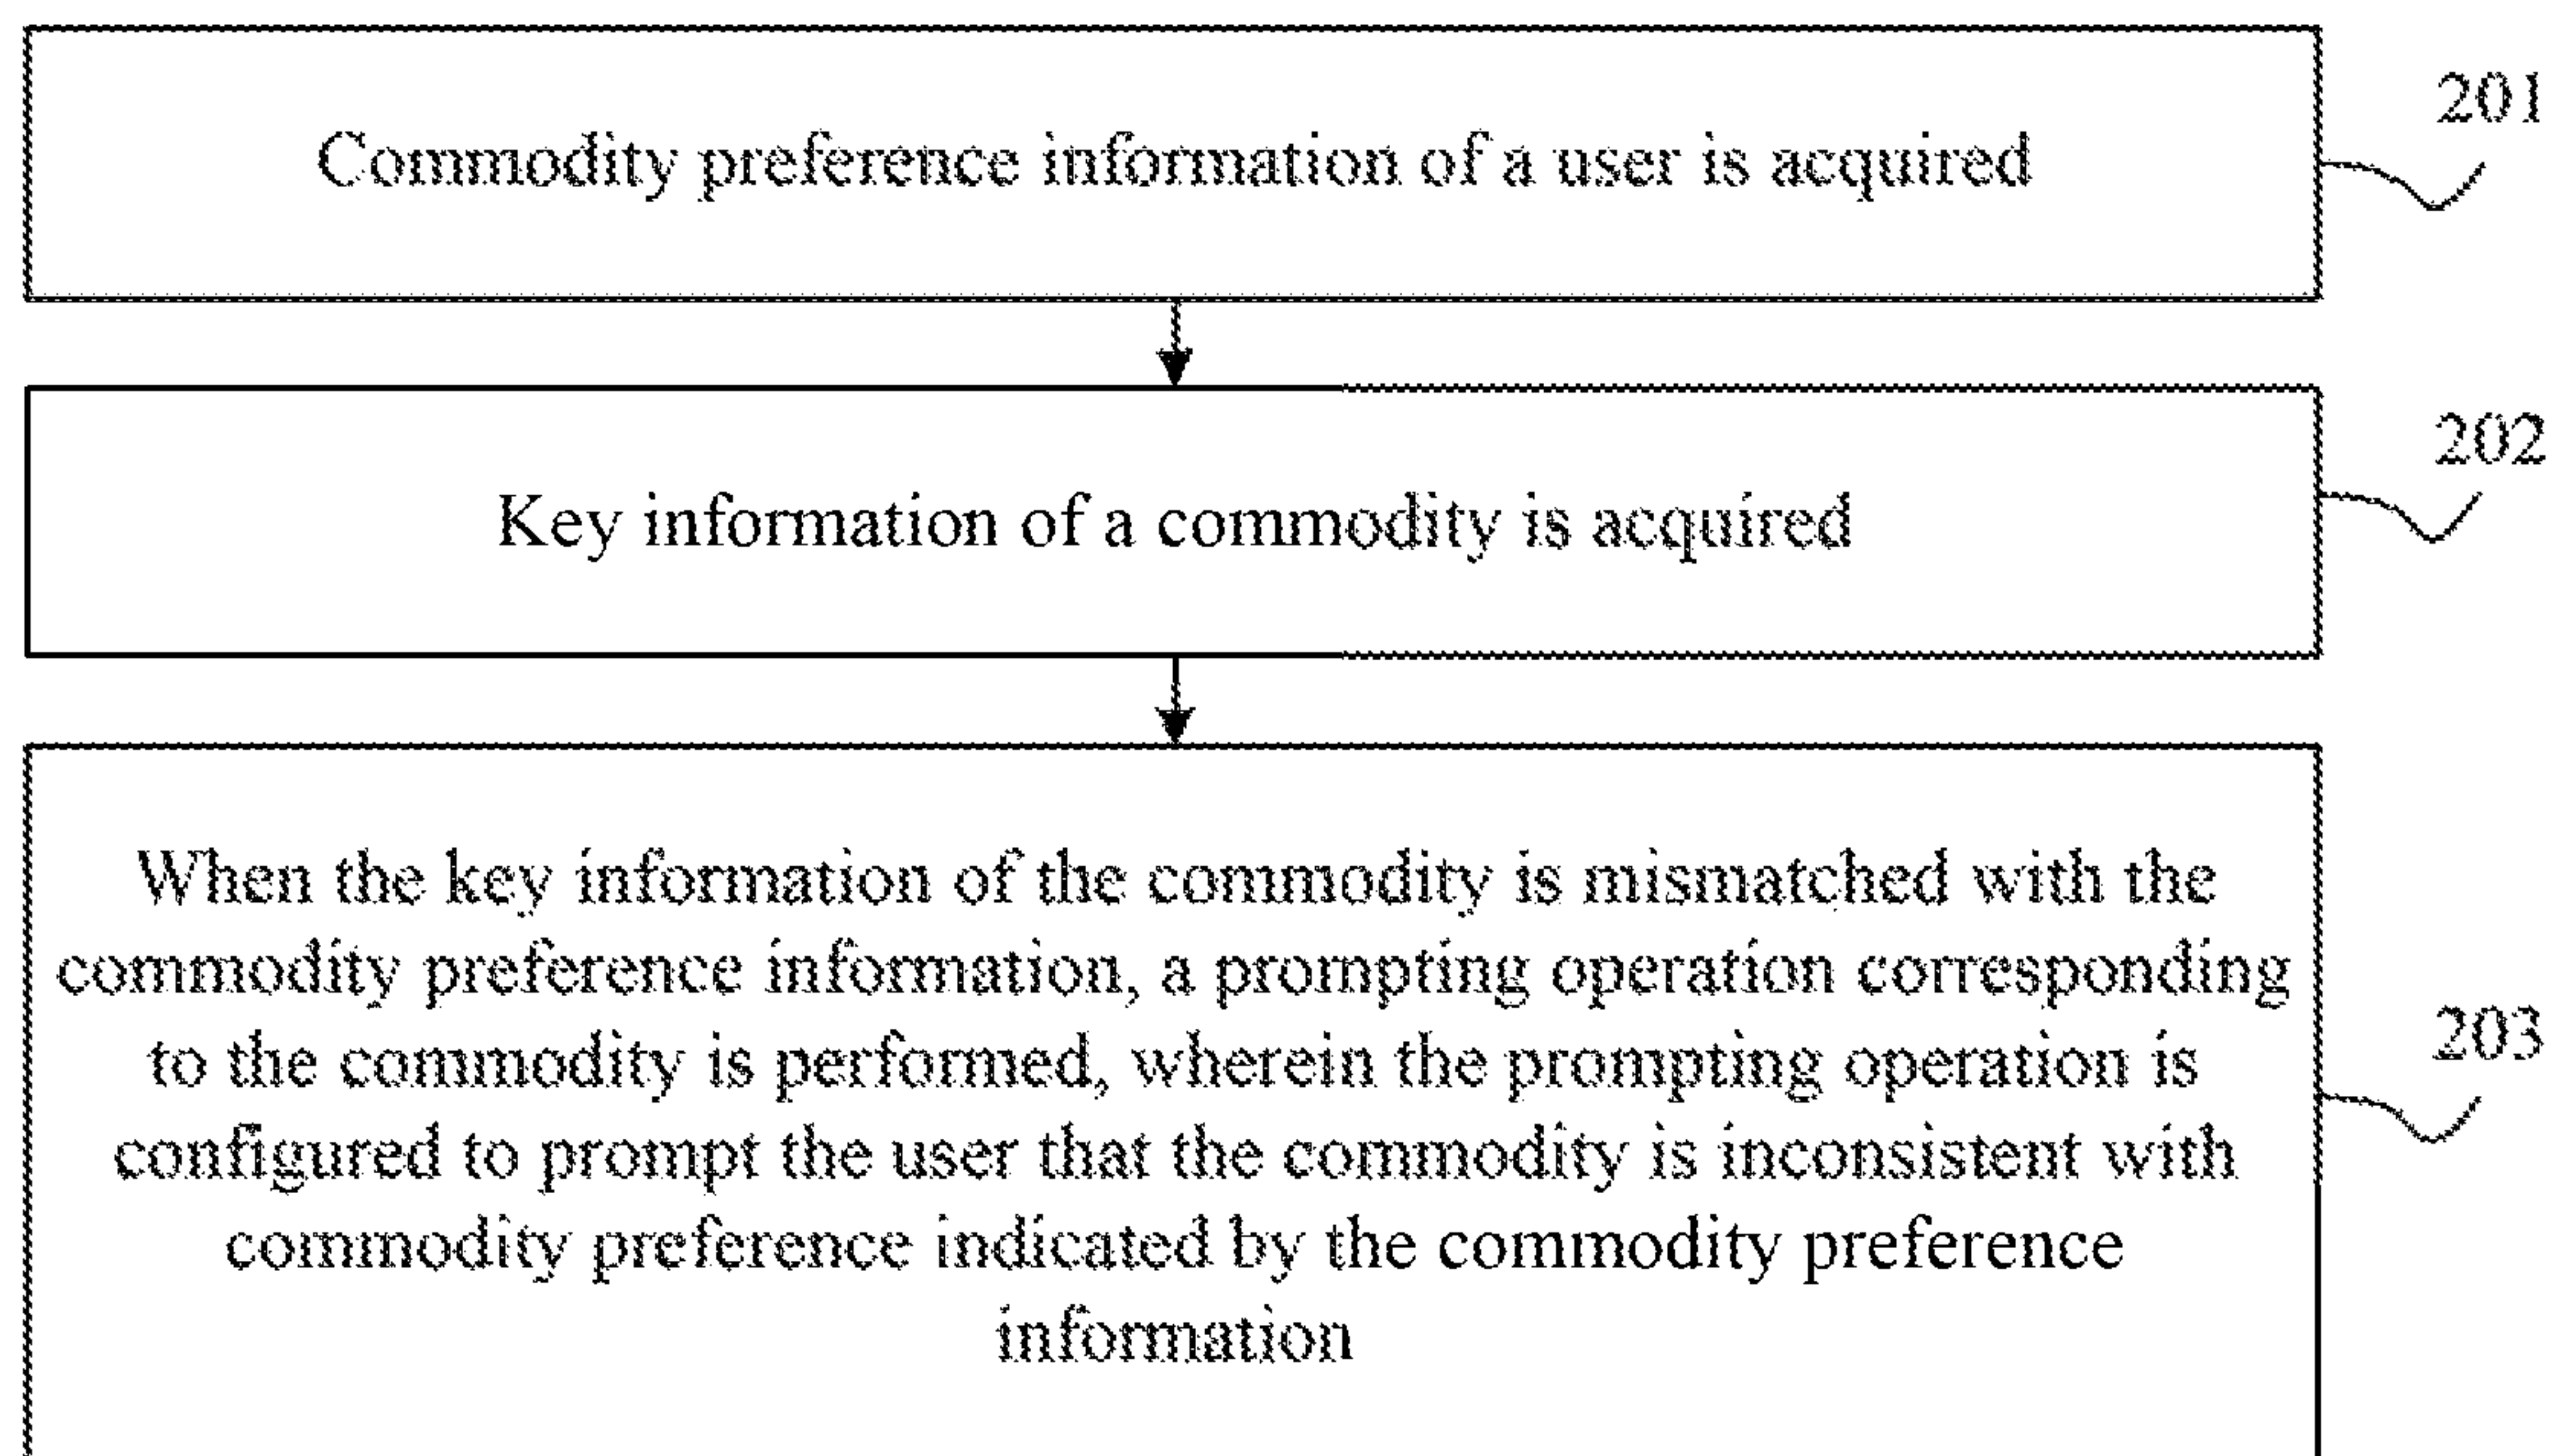 Commodity preference information of a user is acquired
201
Key information of a commodity is acquired
202
When the key information of the commodity is mismatched with the
commodity preference information, a prompting operation corresponding
to the commodity is performed, wherein the prompting operation is
configured to prompt the user that the commodity is inconsistent with
commodity preference indicated by the commodity preference
information
203